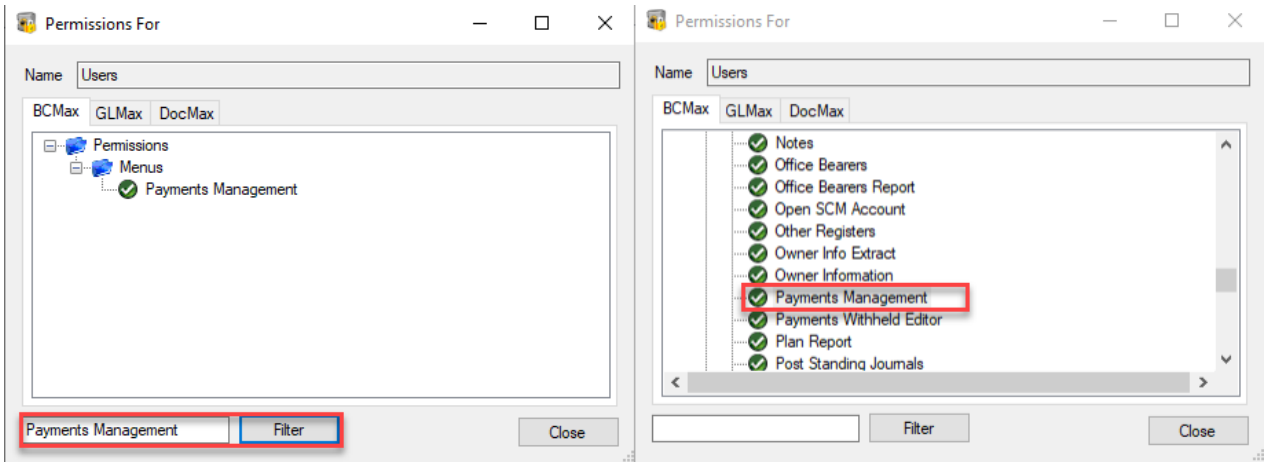 Permissions For
Name Users
BCMax GLMax DocMax
Permissions
Menus
Payments Management
Payments Management Filter Close
Permissions For
Name Users
BCMax GLMax DocMax
Notes
Office Bearers
Office Bearers Report
Open SCM Account
Other Registers
Owner Info Extract
Owner Information
Payments Management
Payments Withheld Editor
Plan Report
Post Standing Journals
Filter Close